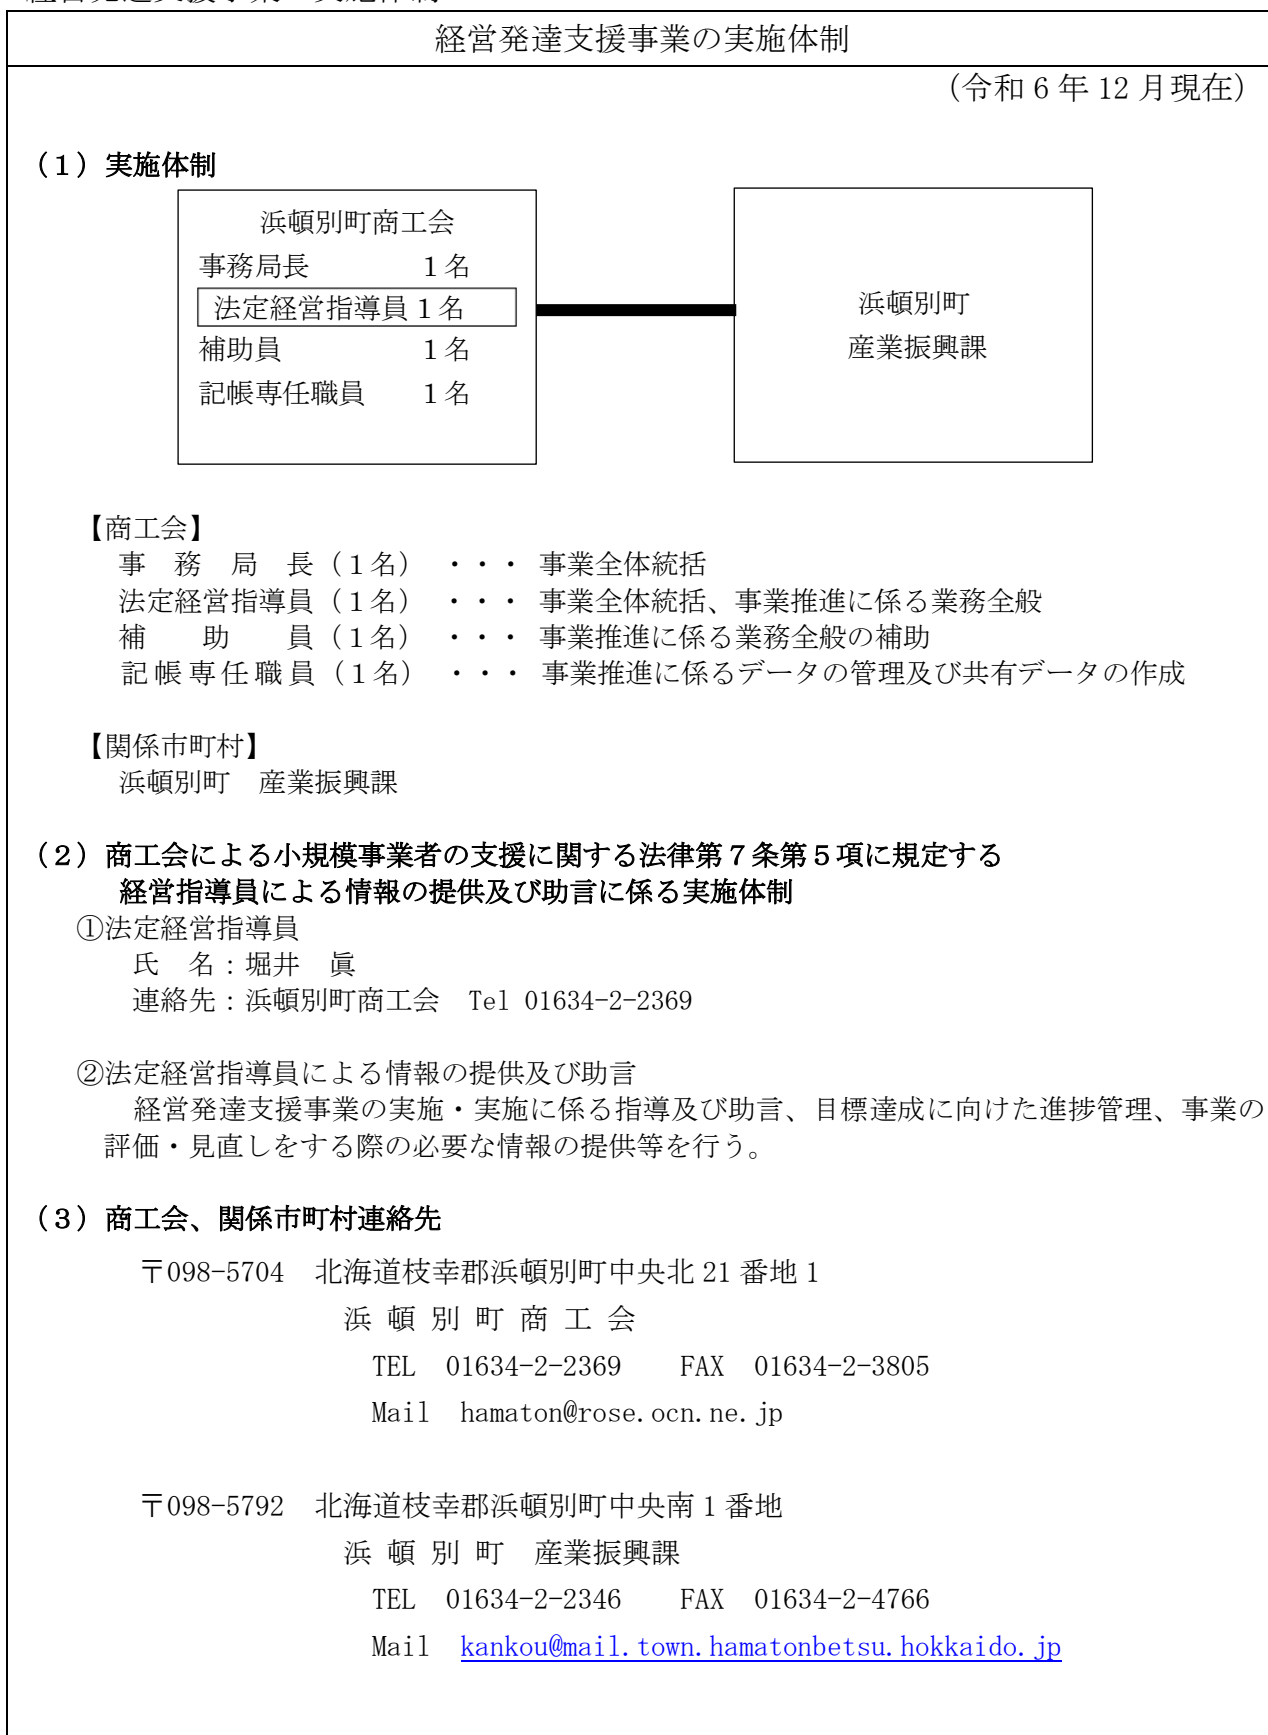 経営発達支援事業の実施体制
（令和 6 年 12 月現在）
（１）実施体制
浜頓別町商工会
事務局長　　　　１名
法定経営指導員１名
補助員　　　　　１名
記帳専任職員　　１名
浜頓別町
産業振興課
【商工会】
事　務　局　長（１名）　・・・　事業全体統括
法定経営指導員（１名）　・・・　事業全体統括、事業推進に係る業務全般
補　　助　　員（１名）　・・・　事業推進に係る業務全般の補助
記帳専任職員（１名）　・・・　事業推進に係るデータの管理及び共有データの作成
【関係市町村】
浜頓別町　産業振興課
（２）商工会による小規模事業者の支援に関する法律第７条第５項に規定する
経営指導員による情報の提供及び助言に係る実施体制
①法定経営指導員
氏　名：堀井　眞
連絡先：浜頓別町商工会　Tel 01634-2-2369
②法定経営指導員による情報の提供及び助言
経営発達支援事業の実施・実施に係る指導及び助言、目標達成に向けた進捗管理、事業の
評価・見直しをする際の必要な情報の提供等を行う。
（３）商工会、関係市町村連絡先
〒098-5704　北海道枝幸郡浜頓別町中央北 21 番地 1
浜 頓 別 町 商 工 会
TEL　01634-2-2369　　FAX　01634-2-3805
Mail　hamaton@rose.ocn.ne.jp
〒098-5792　北海道枝幸郡浜頓別町中央南 1 番地
浜 頓 別 町　産業振興課
TEL　01634-2-2346　　FAX　01634-2-4766
Mail　kankou@mail.town.hamatonbetsu.hokkaido.jp